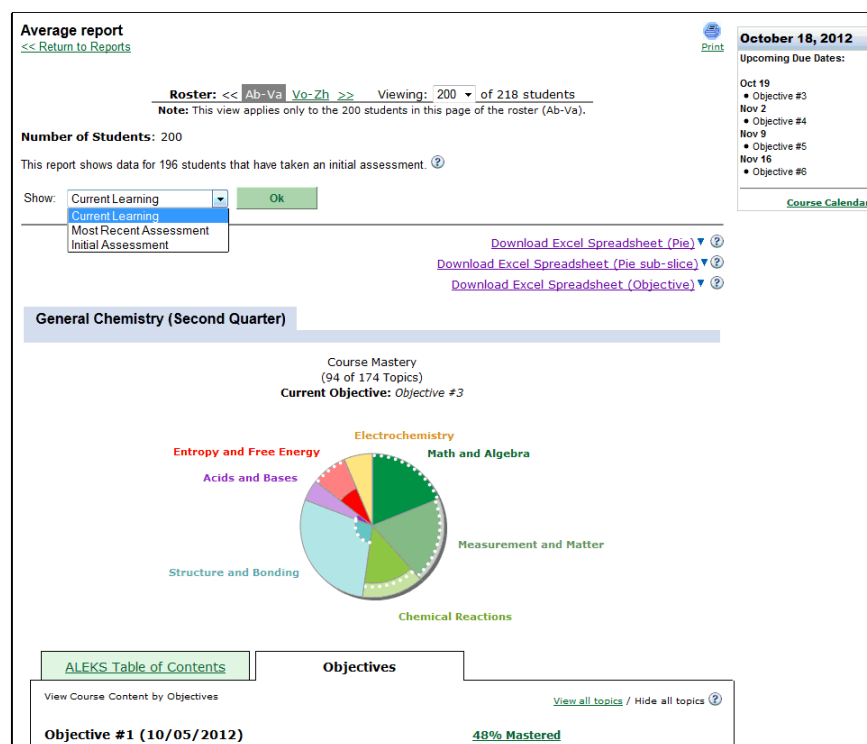 Average report
<< Return to Reports
Print
Roster: << Ab-Va Vo-Zh >> Viewing: 200 of 218 students
Note: This view applies only to the 200 students in this page of the roster (Ab-Va).
Number of Students: 200
This report shows data for 196 students that have taken an initial assessment. ?
Show: Current Learning Ok
Current Learning
Most Recent Assessment
Initial Assessment
Download Excel Spreadsheet (Pie) ?
Download Excel Spreadsheet (Pie sub-slice) ?
Download Excel Spreadsheet (Objective) ?
General Chemistry (Second Quarter)
Course Mastery
(94 of 174 Topics)
Current Objective: Objective #3
Electrochemistry
Entropy and Free Energy
Math and Algebra
Acids and Bases
Measurement and Matter
Structure and Bonding
Chemical Reactions
ALEKS Table of Contents
Objectives
View Course Content by Objectives
View all topics / Hide all topics ?
Objective #1 (10/05/2012)
48% Mastered
October 18, 2012
Upcoming Due Dates:
Oct 19
• Objective #3
Nov 2
• Objective #4
Nov 9
• Objective #5
Nov 16
• Objective #6
Course Calendar